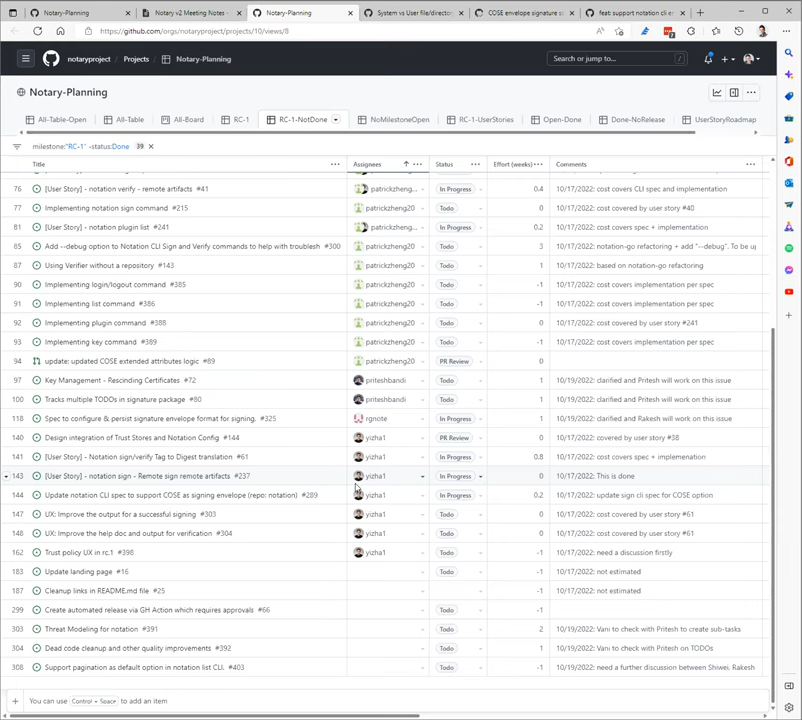 Notary-Planning
Notary v2 Meeting Notes -
Notary-Planning
System vs User file/director
COSE envelope signature s
feat: support notation cli e
https://github.com/orgs/notaryproject/projects/10/views/8
notaryproject
Projects
Notary-Planning
Search or jump to...
/
Notary-Planning
All-Table-Open
All-Table
All-Board
RC-1
RC-1-NotDone
NoMilestoneOpen
RC-1-UserStories
Open-Done
Done-NoRelease
UserStoryRoadmap
milestone:"RC-1" -status:Done 39
Title Assignees Status Effort (weeks) Comments
76 [User Story] - notation verify - remote artifacts #41 patrickzheng... In Progress 0.4 10/17/2022: cost covers CLI spec and implementation
77 Implementing notation sign command #215 patrickzheng20 Todo 0 10/17/2022: cost covered by user story #40
81 [User Story] - notation plugin list #241 patrickzheng... In Progress 0.2 10/17/2022: cost covers spec + implementation
85 Add --debug option to Notation CLI Sign and Verify commands to help with troublesh #300 patrickzheng20 Todo 3 10/17/2022: notation-go refactoring + add "--debug". To be up
87 Using Verifier without a repository #143 patrickzheng20 Todo 1 10/17/2022: based on notation-go refactoring
90 Implementing login/logout command #385 patrickzheng20 Todo -1 10/17/2022: cost covers implementation per spec
91 Implementing list command #386 patrickzheng20 Todo -1 10/17/2022: cost covers implementation per spec
92 Implementing plugin command #388 patrickzheng20 Todo 0 10/17/2022: cost covered by user story #241
93 Implementing key command #389 patrickzheng20 Todo -1 10/17/2022: cost covers implementation per spec
94 update: updated COSE extended attributes logic #89 patrickzheng20 PR Review 0
97 Key Management - Rescinding Certificates #72 priteshbandi Todo 1 10/19/2022: clarified and Pritesh will work on this issue
100 Tracks multiple TODOs in signature package #80 priteshbandi Todo 1 10/19/2022: clarified and Pritesh will work on this issue
118 Spec to configure & persist signature envelope format for signing. #325 rgnote In Progress 1 10/19/2022: clarified and Rakesh will work on this issue
140 Design integration of Trust Stores and Notation Config #144 yizha1 PR Review 0 10/17/2022: covered by user story #38
141 [User Story] - Notation sign/verify Tag to Digest translation #61 yizha1 In Progress 0.8 10/17/2022: cost covers spec + implemenation
143 [User Story] - notation sign - Remote sign remote artifacts #237 yizha1 In Progress 0 10/17/2022: This is done
144 Update notation CLI spec to support COSE as signing envelope (repo: notation) #289 yizha1 In Progress 0.2 10/17/2022: update sign cli spec for COSE option
147 UX: Improve the output for a successful signing #303 yizha1 Todo 0 10/17/2022: cost covered by user story #61
148 UX: Improve the help doc and output for verification #304 yizha1 Todo 0 10/17/2022: cost covered by user story #61
162 Trust policy UX in rc.1 #398 yizha1 Todo -1 10/17/2022: need a discussion firstly
183 Update landing page #16 Todo -1 10/17/2022: not estimated
187 Cleanup links in README.md file #25 -1 10/17/2022: not estimated
299 Create automated release via GH Action which requires approvals #66 Todo -1
303 Threat Modeling for notation #391 Todo 2 10/19/2022: Vani to check with Pritesh to create sub-tasks
304 Dead code cleanup and other quality improvements #392 Todo 1 10/19/2022: Vani to check with Pritesh on TODOs
308 Support pagination as default option in notation list CLI. #403 Todo -1 10/19/2022: need a further discussion between Shiwei, Rakesh
You can use Control + Space to add an item